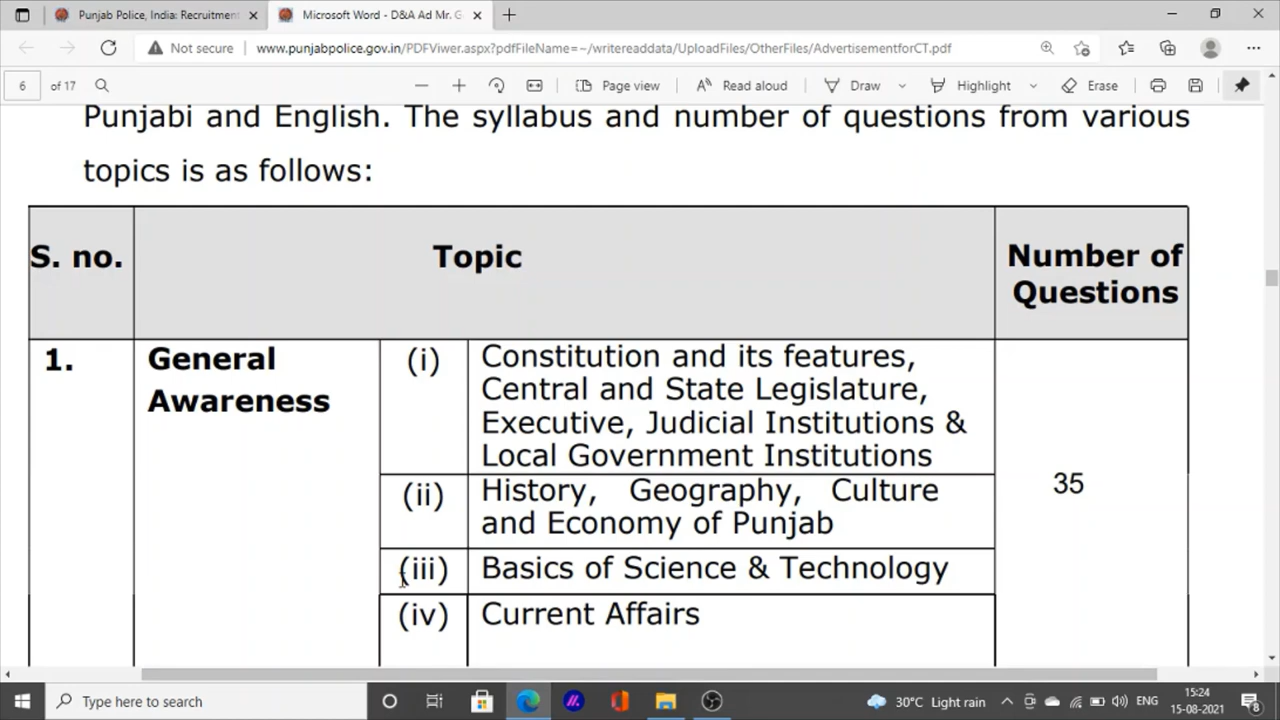 Punjab Police, India: Recruitment
Microsoft Word - D&A Ad Mr. G
Not secure
www.punjabpolice.gov.in/PDFViwer.aspx?pdfFileName=~/writereaddata/UploadFiles/OtherFiles/AdvertisementforCT.pdf
6 of 17
Page view
Read aloud
Draw
Highlight
Erase
Punjabi and English. The syllabus and number of questions from various
topics is as follows:
S. no.
Topic
Number of
Questions
1.
General
Awareness
(i)
Constitution and its features,
Central and State Legislature,
Executive, Judicial Institutions &
Local Government Institutions
35
(ii)
History, Geography, Culture
and Economy of Punjab
(iii)
Basics of Science & Technology
(iv)
Current Affairs
Type here to search
30°C Light rain
ENG
15:24
15-08-2021
8